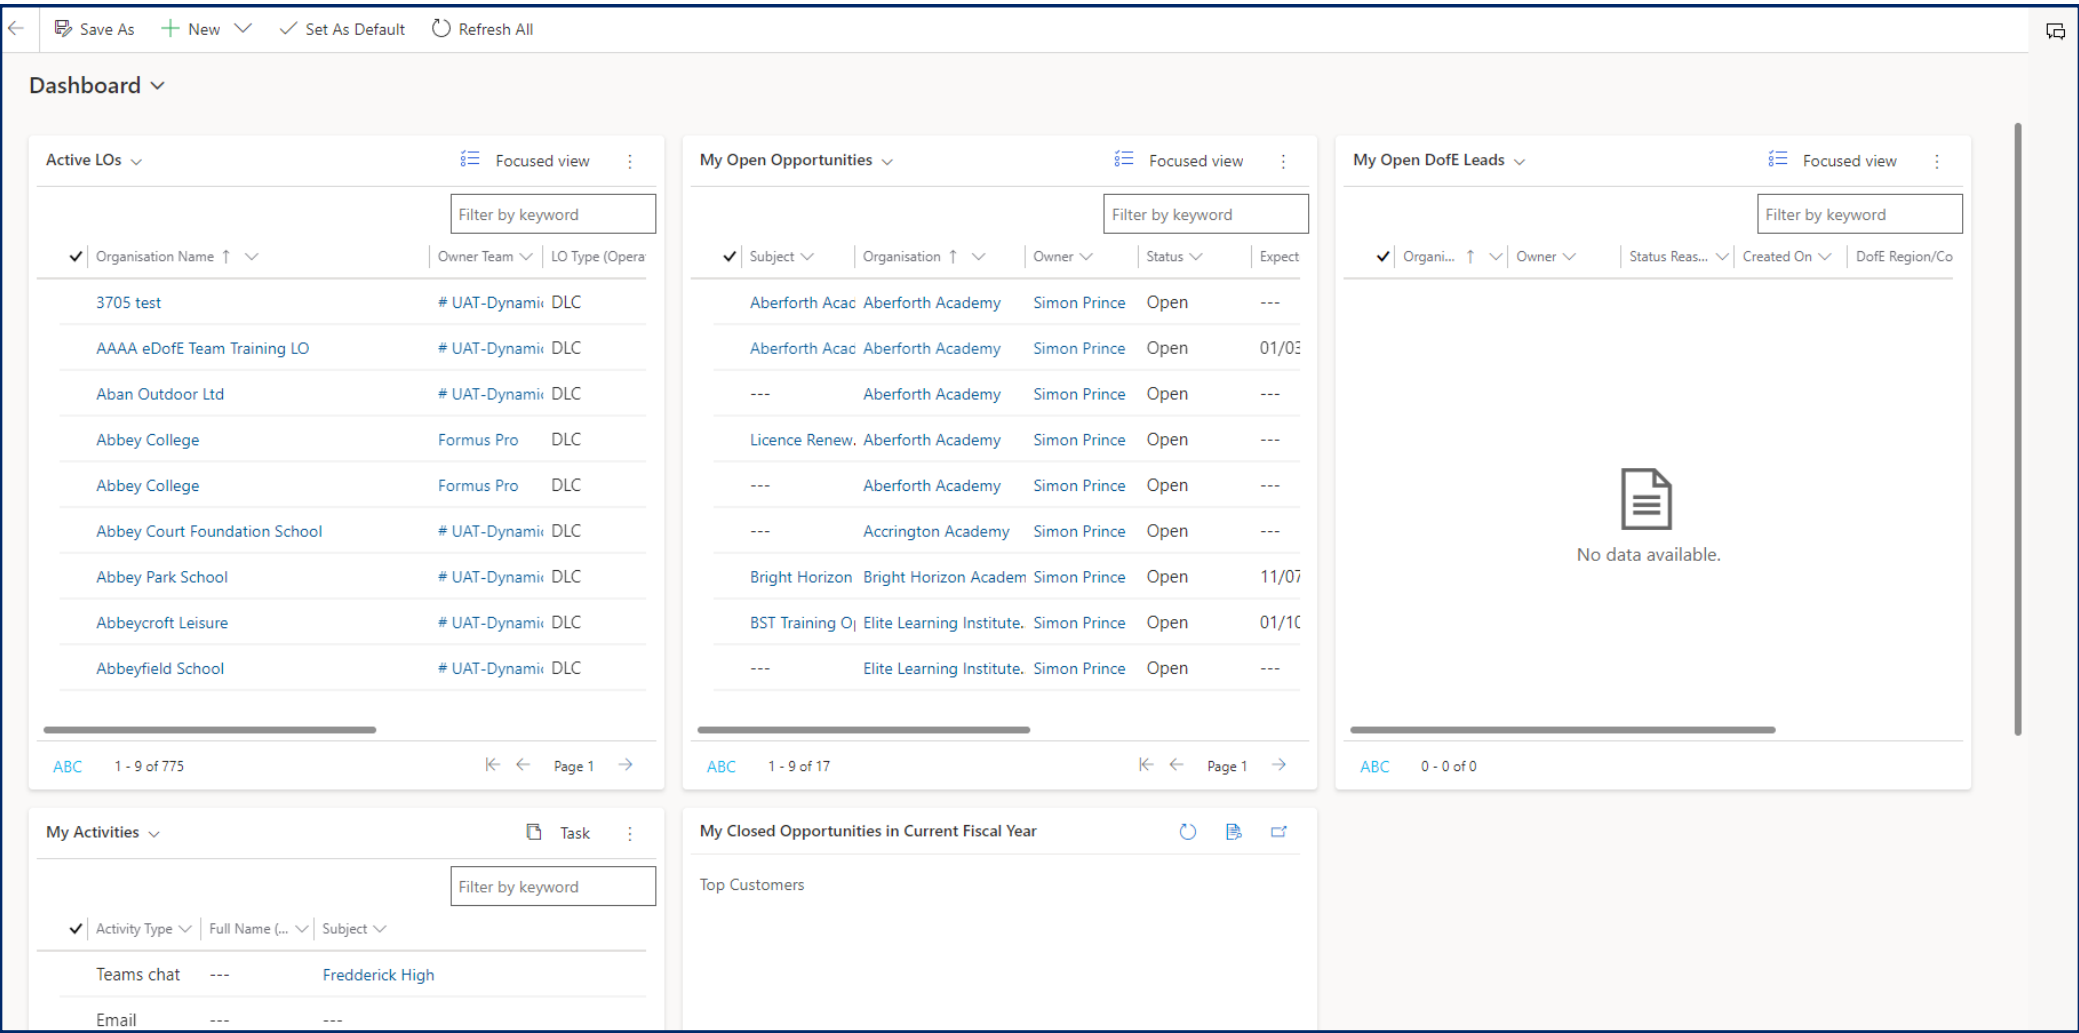 Save As New Set As Default Refresh All
Dashboard
Active LOs Focused view
Filter by keyword
Organisation Name Owner Team LO Type (Opera
3705 test # UAT-Dynamic DLC
AAAA eDofE Team Training LO # UAT-Dynamic DLC
Aban Outdoor Ltd # UAT-Dynamic DLC
Abbey College Formus Pro DLC
Abbey College Formus Pro DLC
Abbey Court Foundation School # UAT-Dynamic DLC
Abbey Park School # UAT-Dynamic DLC
Abbeycroft Leisure # UAT-Dynamic DLC
Abbeyfield School # UAT-Dynamic DLC
ABC 1 - 9 of 775 Page 1
My Open Opportunities Focused view
Filter by keyword
Subject Organisation Owner Status Expect
Aberforth Acad Aberforth Academy Simon Prince Open ---
Aberforth Acad Aberforth Academy Simon Prince Open 01/03
--- Aberforth Academy Simon Prince Open ---
Licence Renew. Aberforth Academy Simon Prince Open ---
--- Aberforth Academy Simon Prince Open ---
--- Accrington Academy Simon Prince Open ---
Bright Horizon Bright Horizon Academ Simon Prince Open 11/07
BST Training O Elite Learning Institute. Simon Prince Open 01/10
--- Elite Learning Institute. Simon Prince Open ---
ABC 1 - 9 of 17 Page 1
My Open DofE Leads Focused view
Filter by keyword
Organi... Owner Status Reas... Created On DofE Region/Co
No data available.
ABC 0 - 0 of 0
My Activities Task
Filter by keyword
Activity Type Full Name (... Subject
Teams chat --- Fredderick High
Email --- ---
My Closed Opportunities in Current Fiscal Year
Top Customers